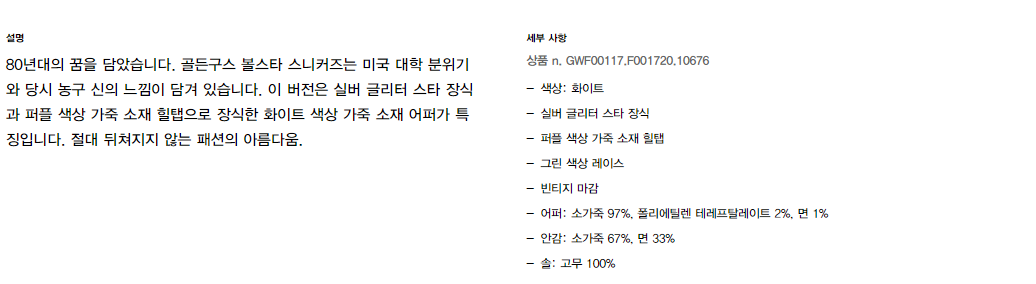 설명
80년대의 꿈을 담았습니다. 골든구스 볼스타 스니커즈는 미국 대학 분위기
와 당시 농구 신의 느낌이 담겨 있습니다. 이 버전은 실버 글리터 스타 장식
과 퍼플 색상 가죽 소재 힐탭으로 장식한 화이트 색상 가죽 소재 어퍼가 특
징입니다. 절대 뒤쳐지지 않는 패션의 아름다움.
세부 사항
상품 n. GWF00117.F001720.10676
- 색상: 화이트
- 실버 글리터 스타 장식
- 퍼플 색상 가죽 소재 힐탭
- 그린 색상 레이스
- 빈티지 마감
- 어퍼: 소가죽 97%, 폴리에틸렌 테레프탈레이트 2%, 면 1%
- 안감: 소가죽 67%, 면 33%
- 솔: 고무 100%